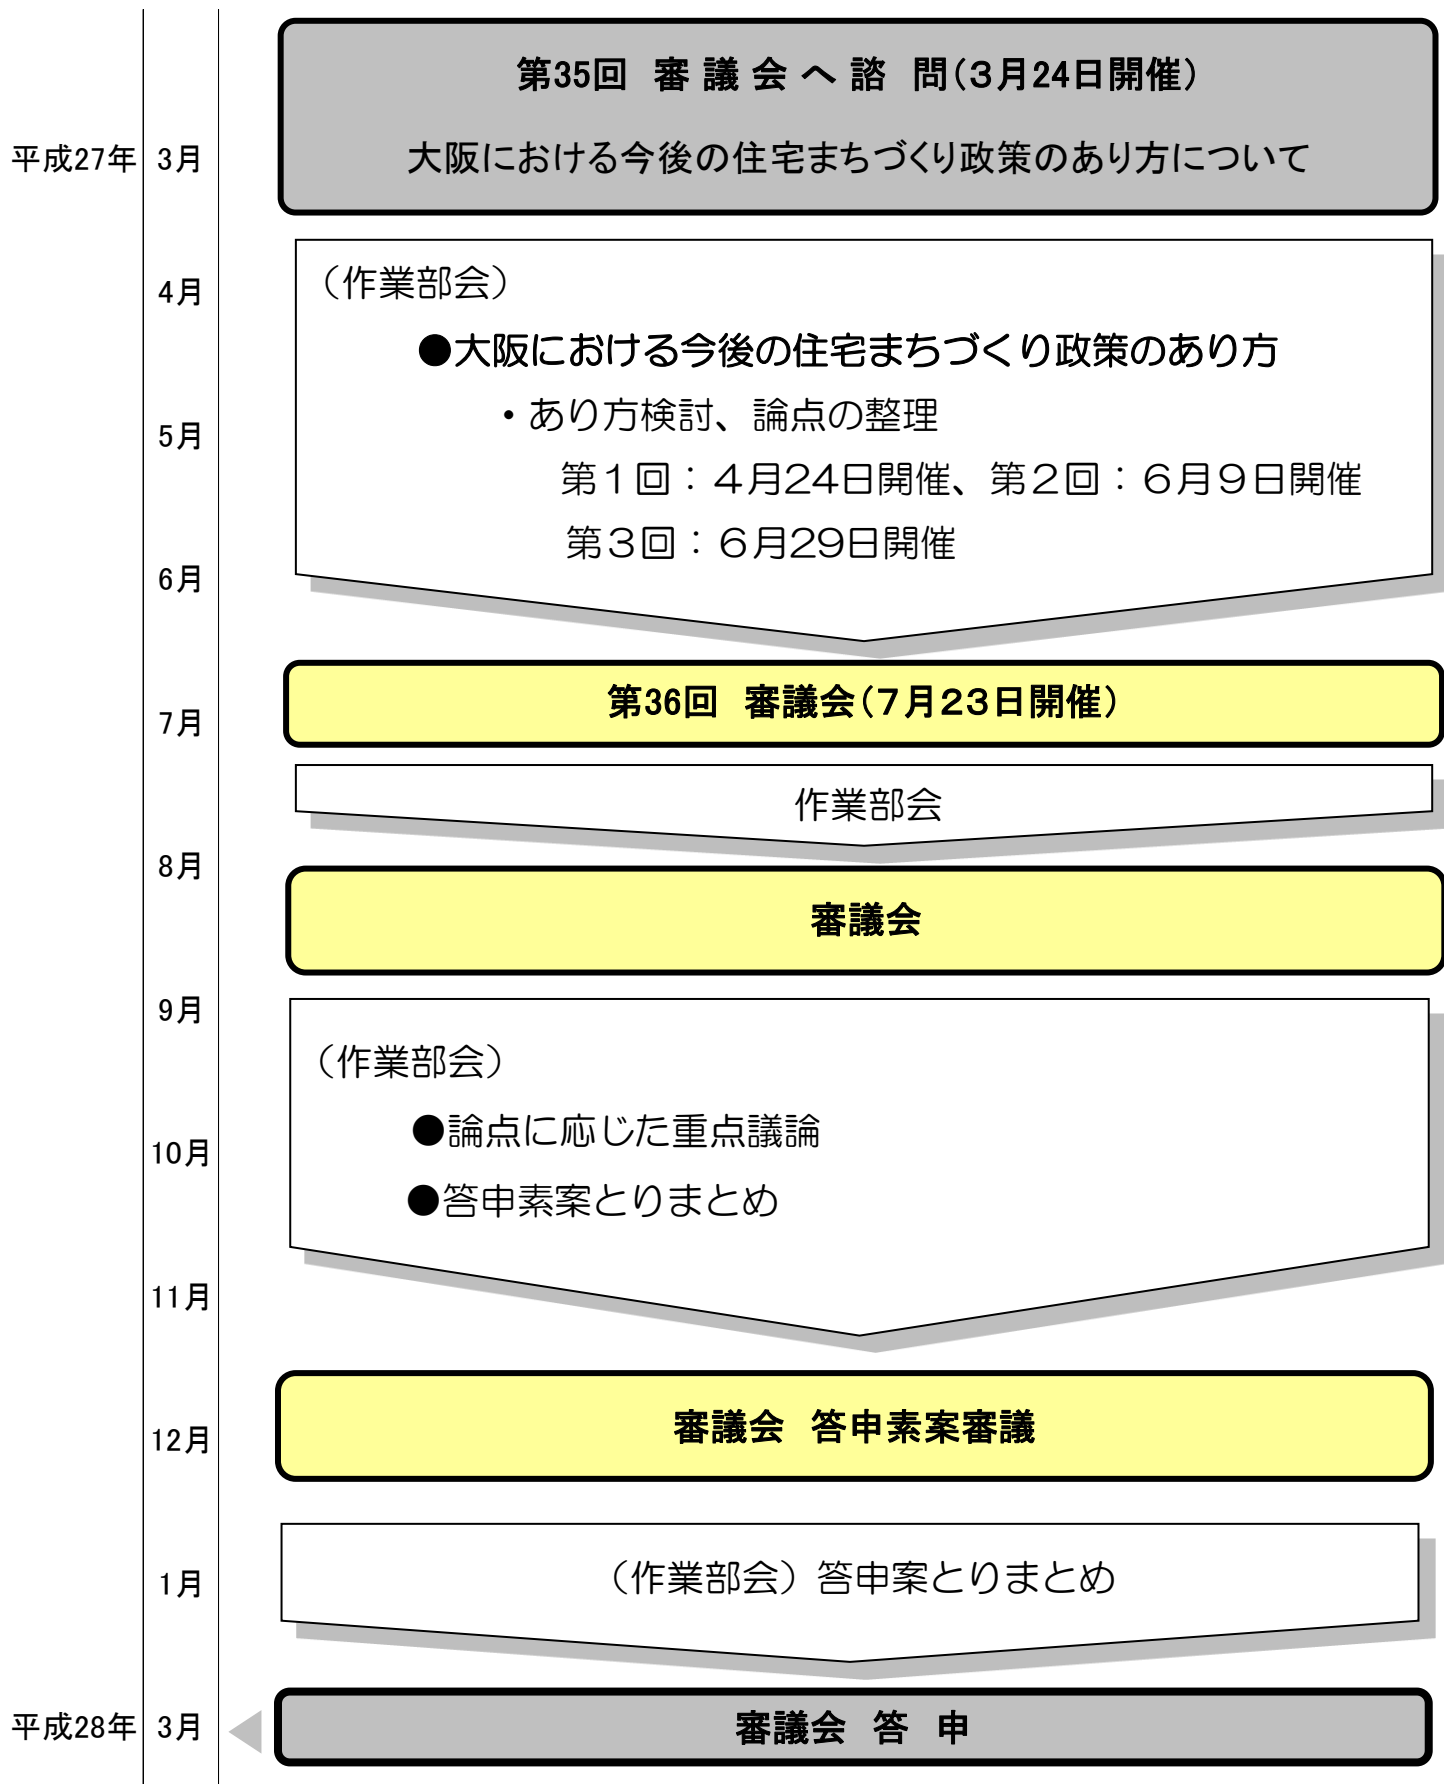 第35回 審 議 会 へ 諮 問（３月24日開催）
平成27年 3月
大阪における今後の住宅まちづくり政策のあり方について
4月
（作業部会）
●大阪における今後の住宅まちづくり政策のあり方
・あり方検討、論点の整理
5月
第１回：４月24日開催、第２回：６月９日開催
第３回：６月29日開催
6月
第36回 審議会（７月２３日開催）
7月
作業部会
8月
審議会
9月
（作業部会）
●論点に応じた重点議論
10月
●答申素案とりまとめ
11月
審議会 答申素案審議
12月
（作業部会）答申案とりまとめ
1月
平成28年 3月
審議会 答 申